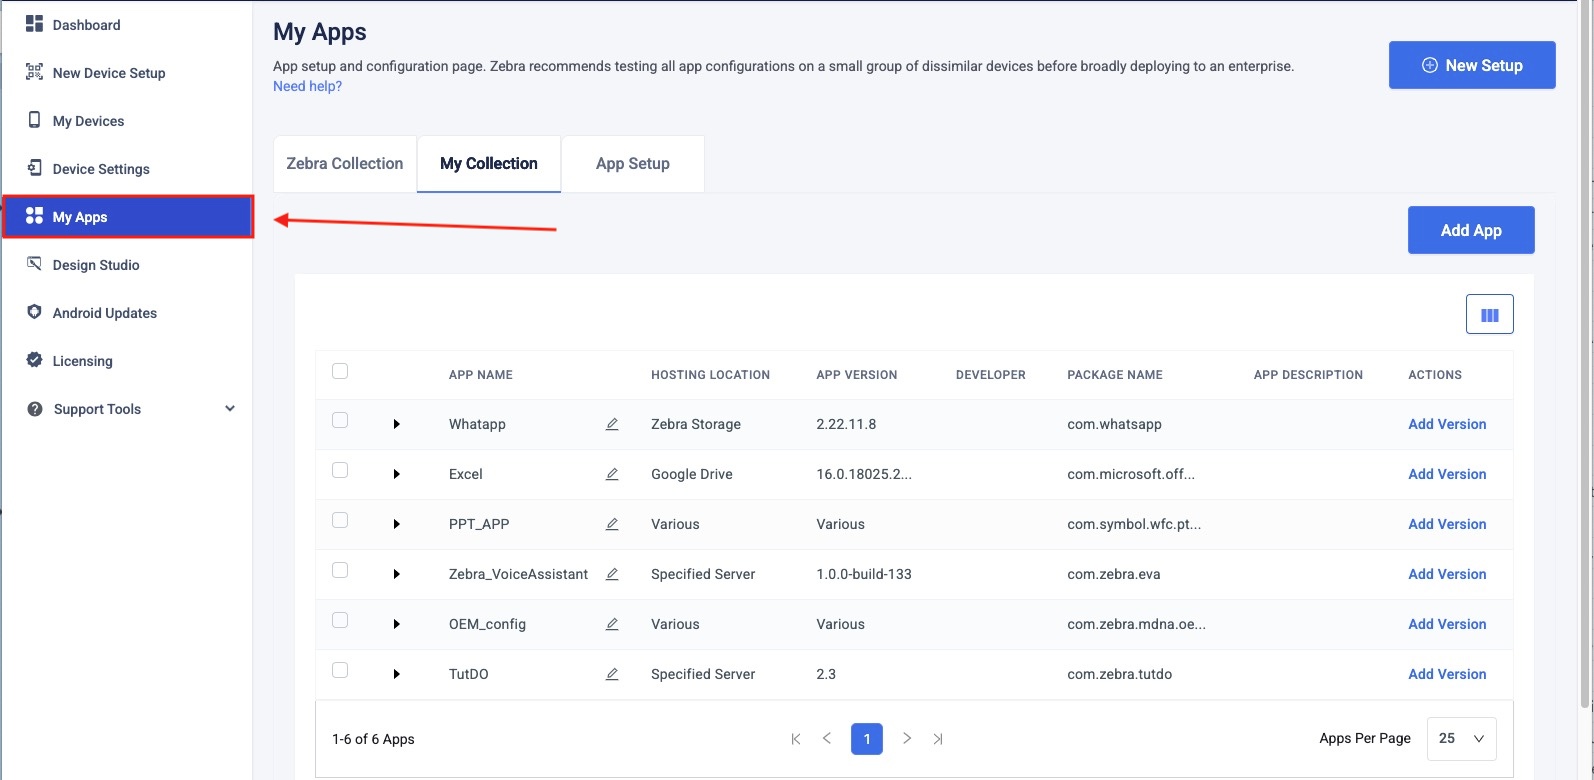 Dashboard
New Device Setup
My Devices
Device Settings
My Apps
Design Studio
Android Updates
Licensing
Support Tools
My Apps
App setup and configuration page. Zebra recommends testing all app configurations on a small group of dissimilar devices before broadly deploying to an enterprise.
Need help?
New Setup
Zebra Collection My Collection App Setup
Add App
APP NAME HOSTING LOCATION APP VERSION DEVELOPER PACKAGE NAME APP DESCRIPTION ACTIONS
Whatapp Zebra Storage 2.22.11.8 com.whatsapp Add Version
Excel Google Drive 16.0.18025.2... com.microsoft.off... Add Version
PPT_APP Various Various com.symbol.wfc.pt... Add Version
Zebra_VoiceAssistant Specified Server 1.0.0-build-133 com.zebra.eva Add Version
OEM_config Various Various com.zebra.mdna.oe... Add Version
TutDO Specified Server 2.3 com.zebra.tutdo Add Version
1-6 of 6 Apps 1 Apps Per Page 25